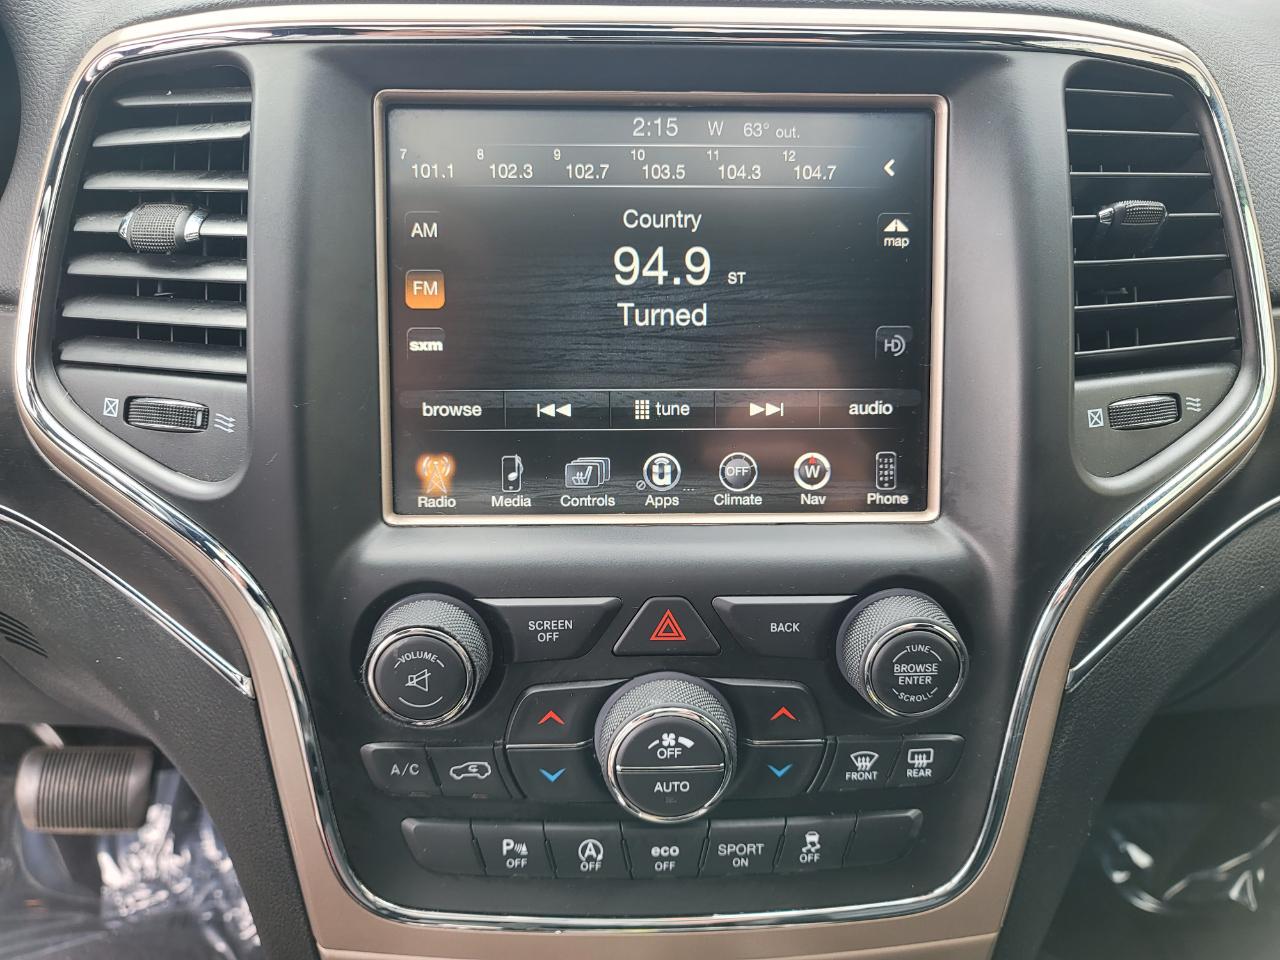 2:15 W 63° out.
7 101.1 8 102.3 9 102.7 10 103.5 11 104.3 12 104.7
AM
Country
map
FM
94.9 ST
Turned
sxm
HD
browse
tune
audio
Radio
Media
Controls
Apps
OFF
Climate
W
Nav
Phone
SCREEN
OFF
BACK
VOLUME
TUNE
BROWSE
ENTER
SCROLL
OFF
AUTO
A/C
FRONT
REAR
P OFF
A OFF
eco
OFF
SPORT
ON
OFF